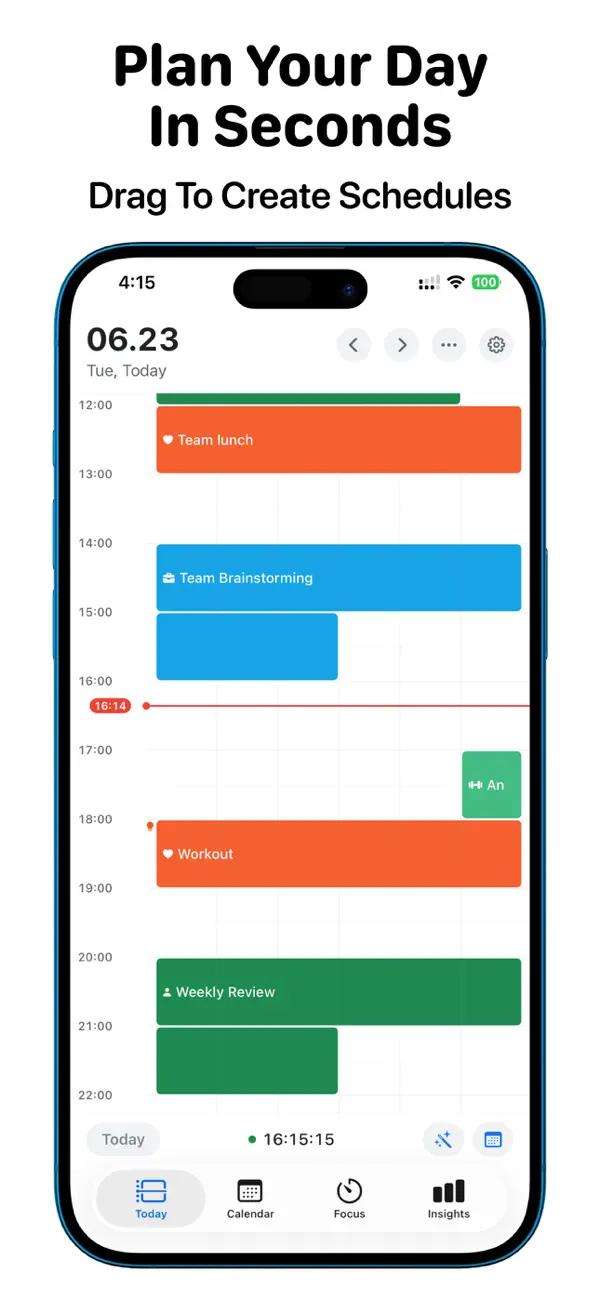 Plan Your Day
In Seconds
Drag To Create Schedules
4:15
100
06.23
Tue, Today
12:00
Team lunch
13:00
14:00
Team Brainstorming
15:00
16:00
16:14
17:00
An
18:00
Workout
19:00
20:00
Weekly Review
21:00
22:00
Today
16:15:15
Today
Calendar
Focus
Insights